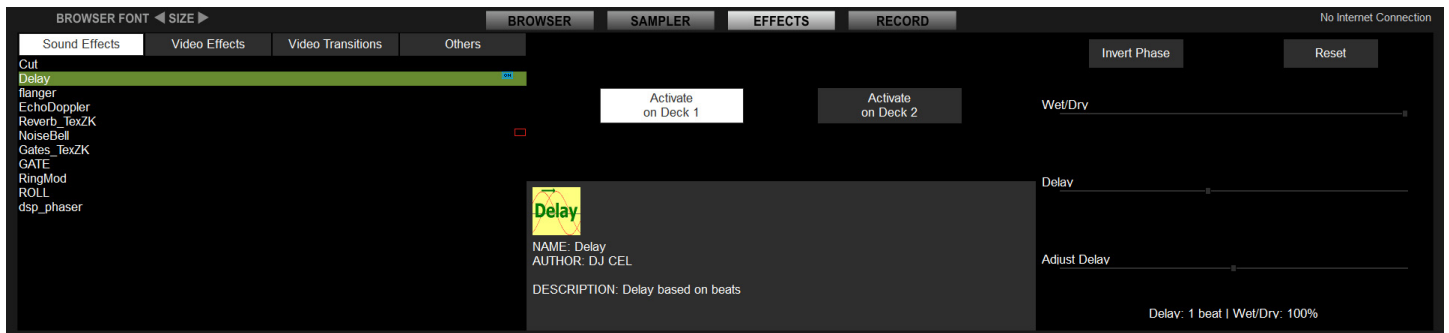 BROWSER FONT SIZE
BROWSER SAMPLER EFFECTS RECORD
No Internet Connection
Sound Effects Video Effects Video Transitions Others
Cut
Delay ON
flanger
EchoDoppler
Reverb_TexZK
NoiseBell
Gates_TexZK
GATE
RingMod
ROLL
dsp_phaser
Activate
on Deck 1
Activate
on Deck 2
Delay
NAME: Delay
AUTHOR: DJ CEL
DESCRIPTION: Delay based on beats
Invert Phase Reset
Wet/Dry
Delay
Adjust Delay
Delay: 1 beat | Wet/Dry: 100%